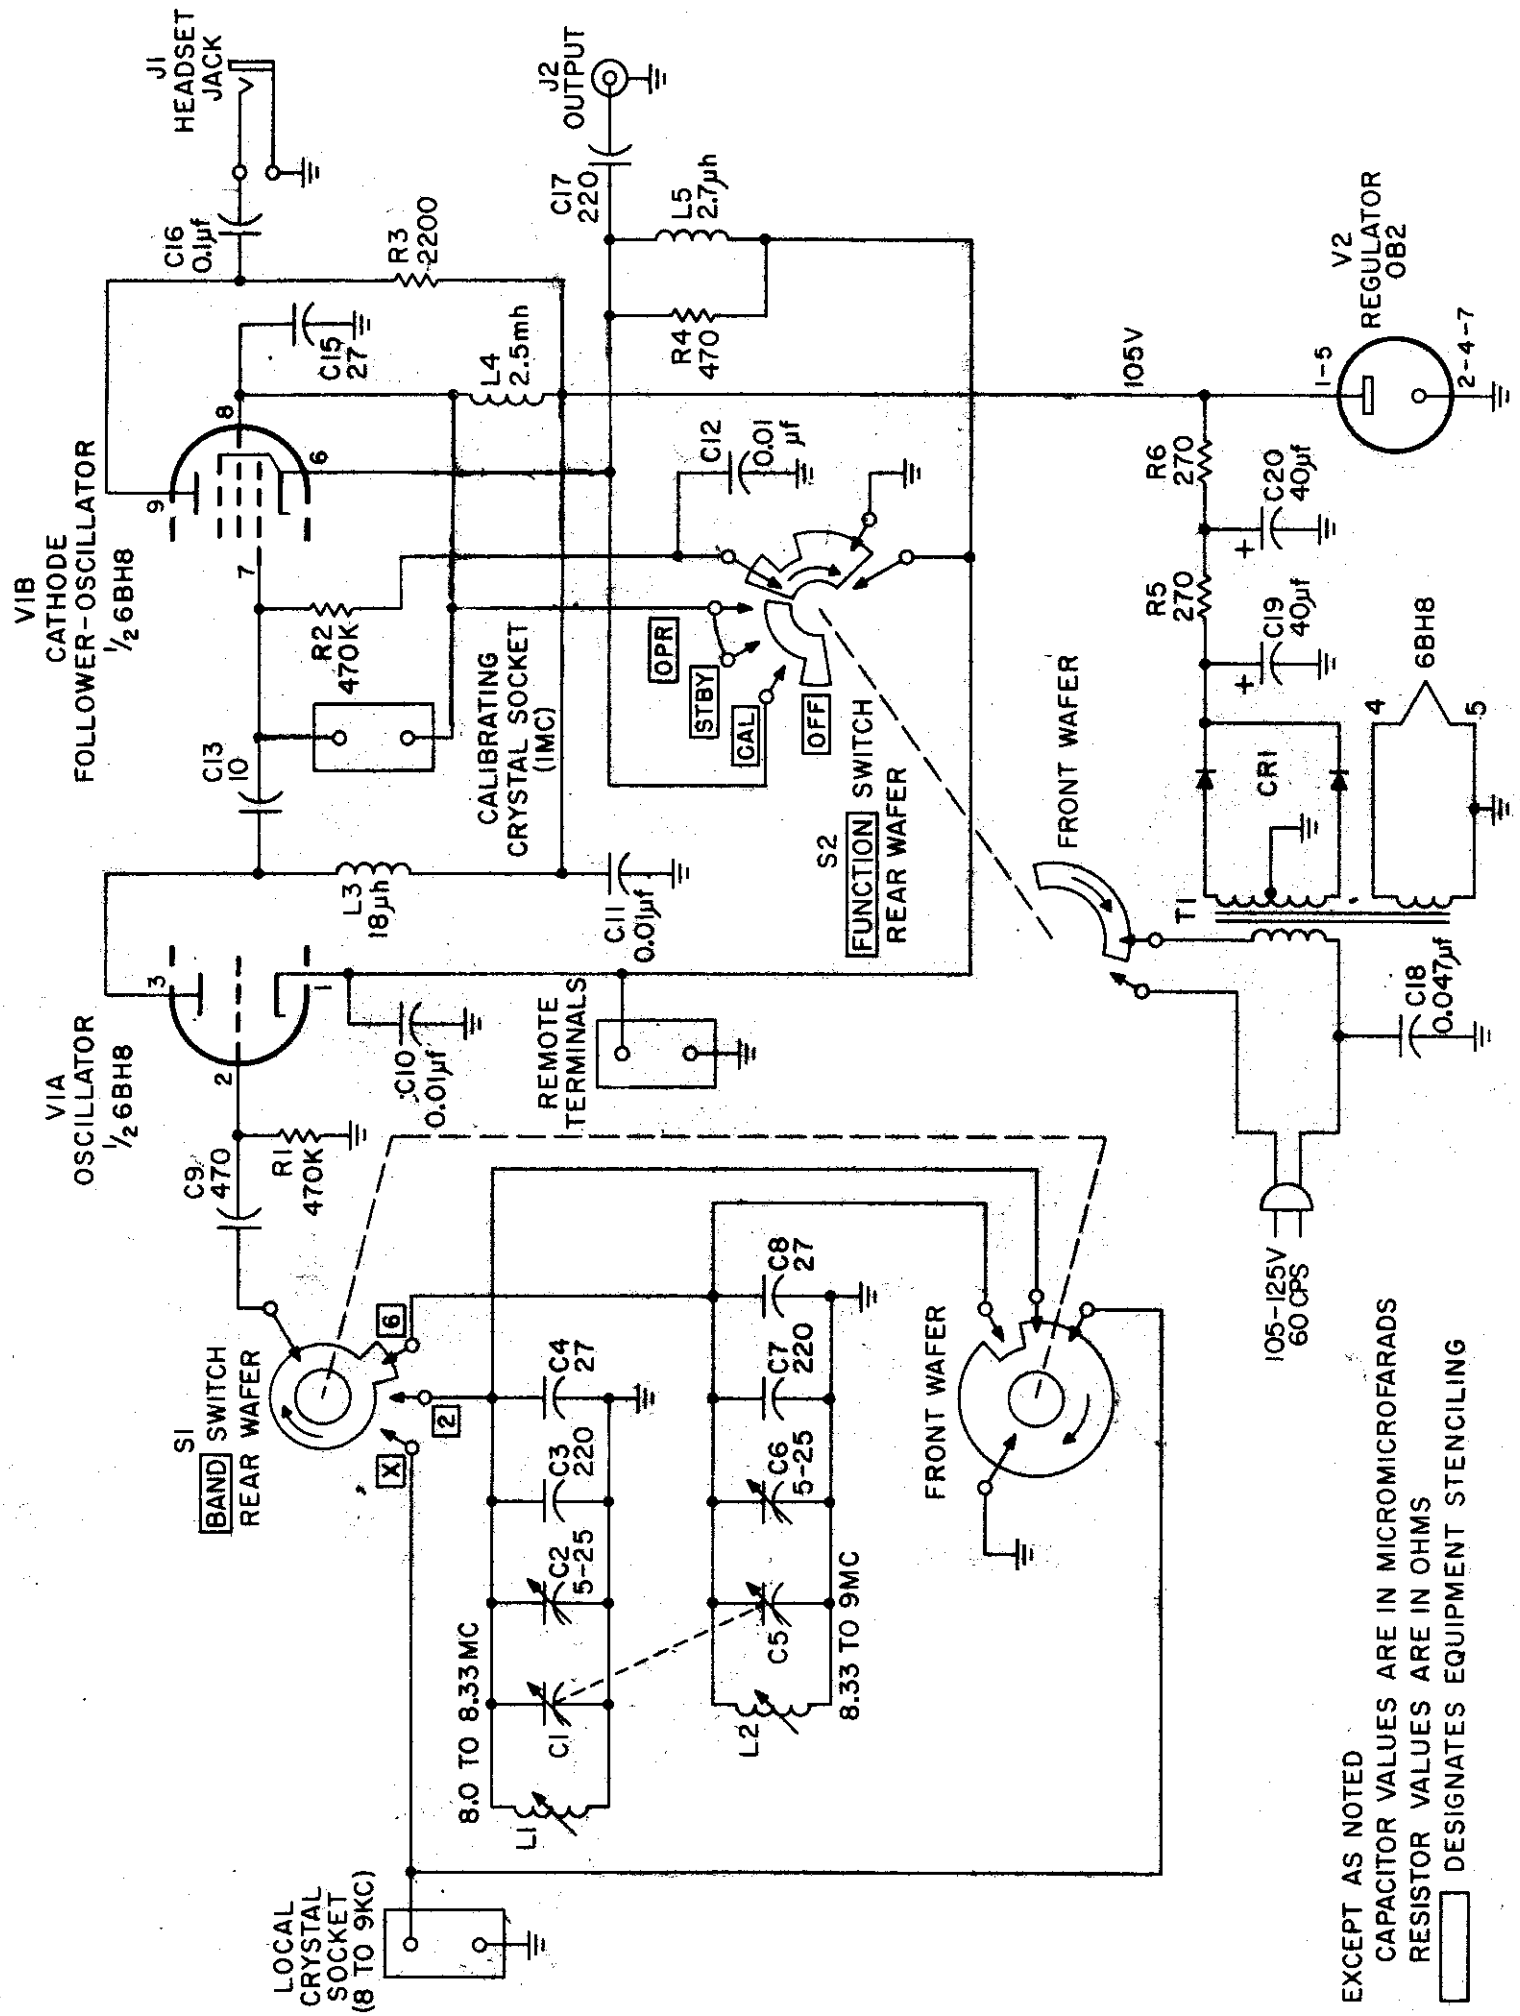 LOCAL
CRYSTAL
SOCKET
(8 TO 9KC)
S1
BAND SWITCH
REAR WAFER
X
2
6
C9
470
R1
470K
V1A
OSCILLATOR
1/2 6BH8
2
3
1
C10
0.01µf
L3
18µh
C11
0.01µf
REMOTE
TERMINALS
C13
10
V1B
CATHODE
FOLLOWER-OSCILLATOR
1/2 6BH8
7
9
8
6
R2
470K
CALIBRATING
CRYSTAL SOCKET
(1MC)
C15
27
L4
2.5mh
C16
0.1µf
R3
2200
J1
HEADSET
JACK
J2
OUTPUT
C17
220
L5
2.7µh
R4
470
C12
0.01
µf
OPR
STBY
CAL
OFF
S2
FUNCTION SWITCH
REAR WAFER
8.0 TO 8.33MC
L1
C1
C2
5-25
C3
220
C4
27
L2
C5
C6
5-25
C7
220
C8
27
8.33 TO 9MC
FRONT WAFER
FRONT WAFER
105-125V
60 CPS
C18
0.047µf
T1
CR1
4
5
6BH8
C19
40µf
+
R5
270
C20
40µf
+
R6
270
105V
V2
REGULATOR
OB2
1-5
2-4-7
EXCEPT AS NOTED
CAPACITOR VALUES ARE IN MICROMICROFARADS
RESISTOR VALUES ARE IN OHMS
DESIGNATES EQUIPMENT STENCILING